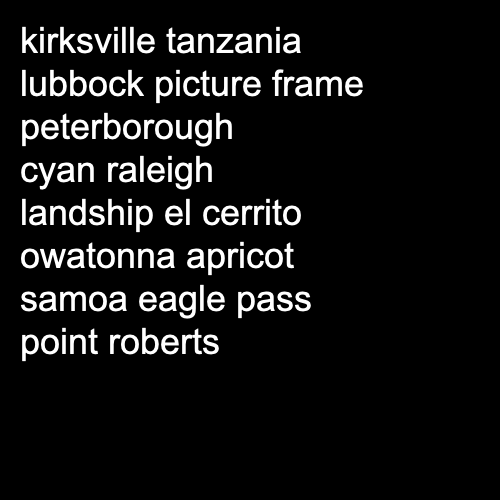 kirksville tanzania
lubbock picture frame
peterborough
cyan raleigh
landship el cerrito
owatonna apricot
samoa eagle pass
point roberts